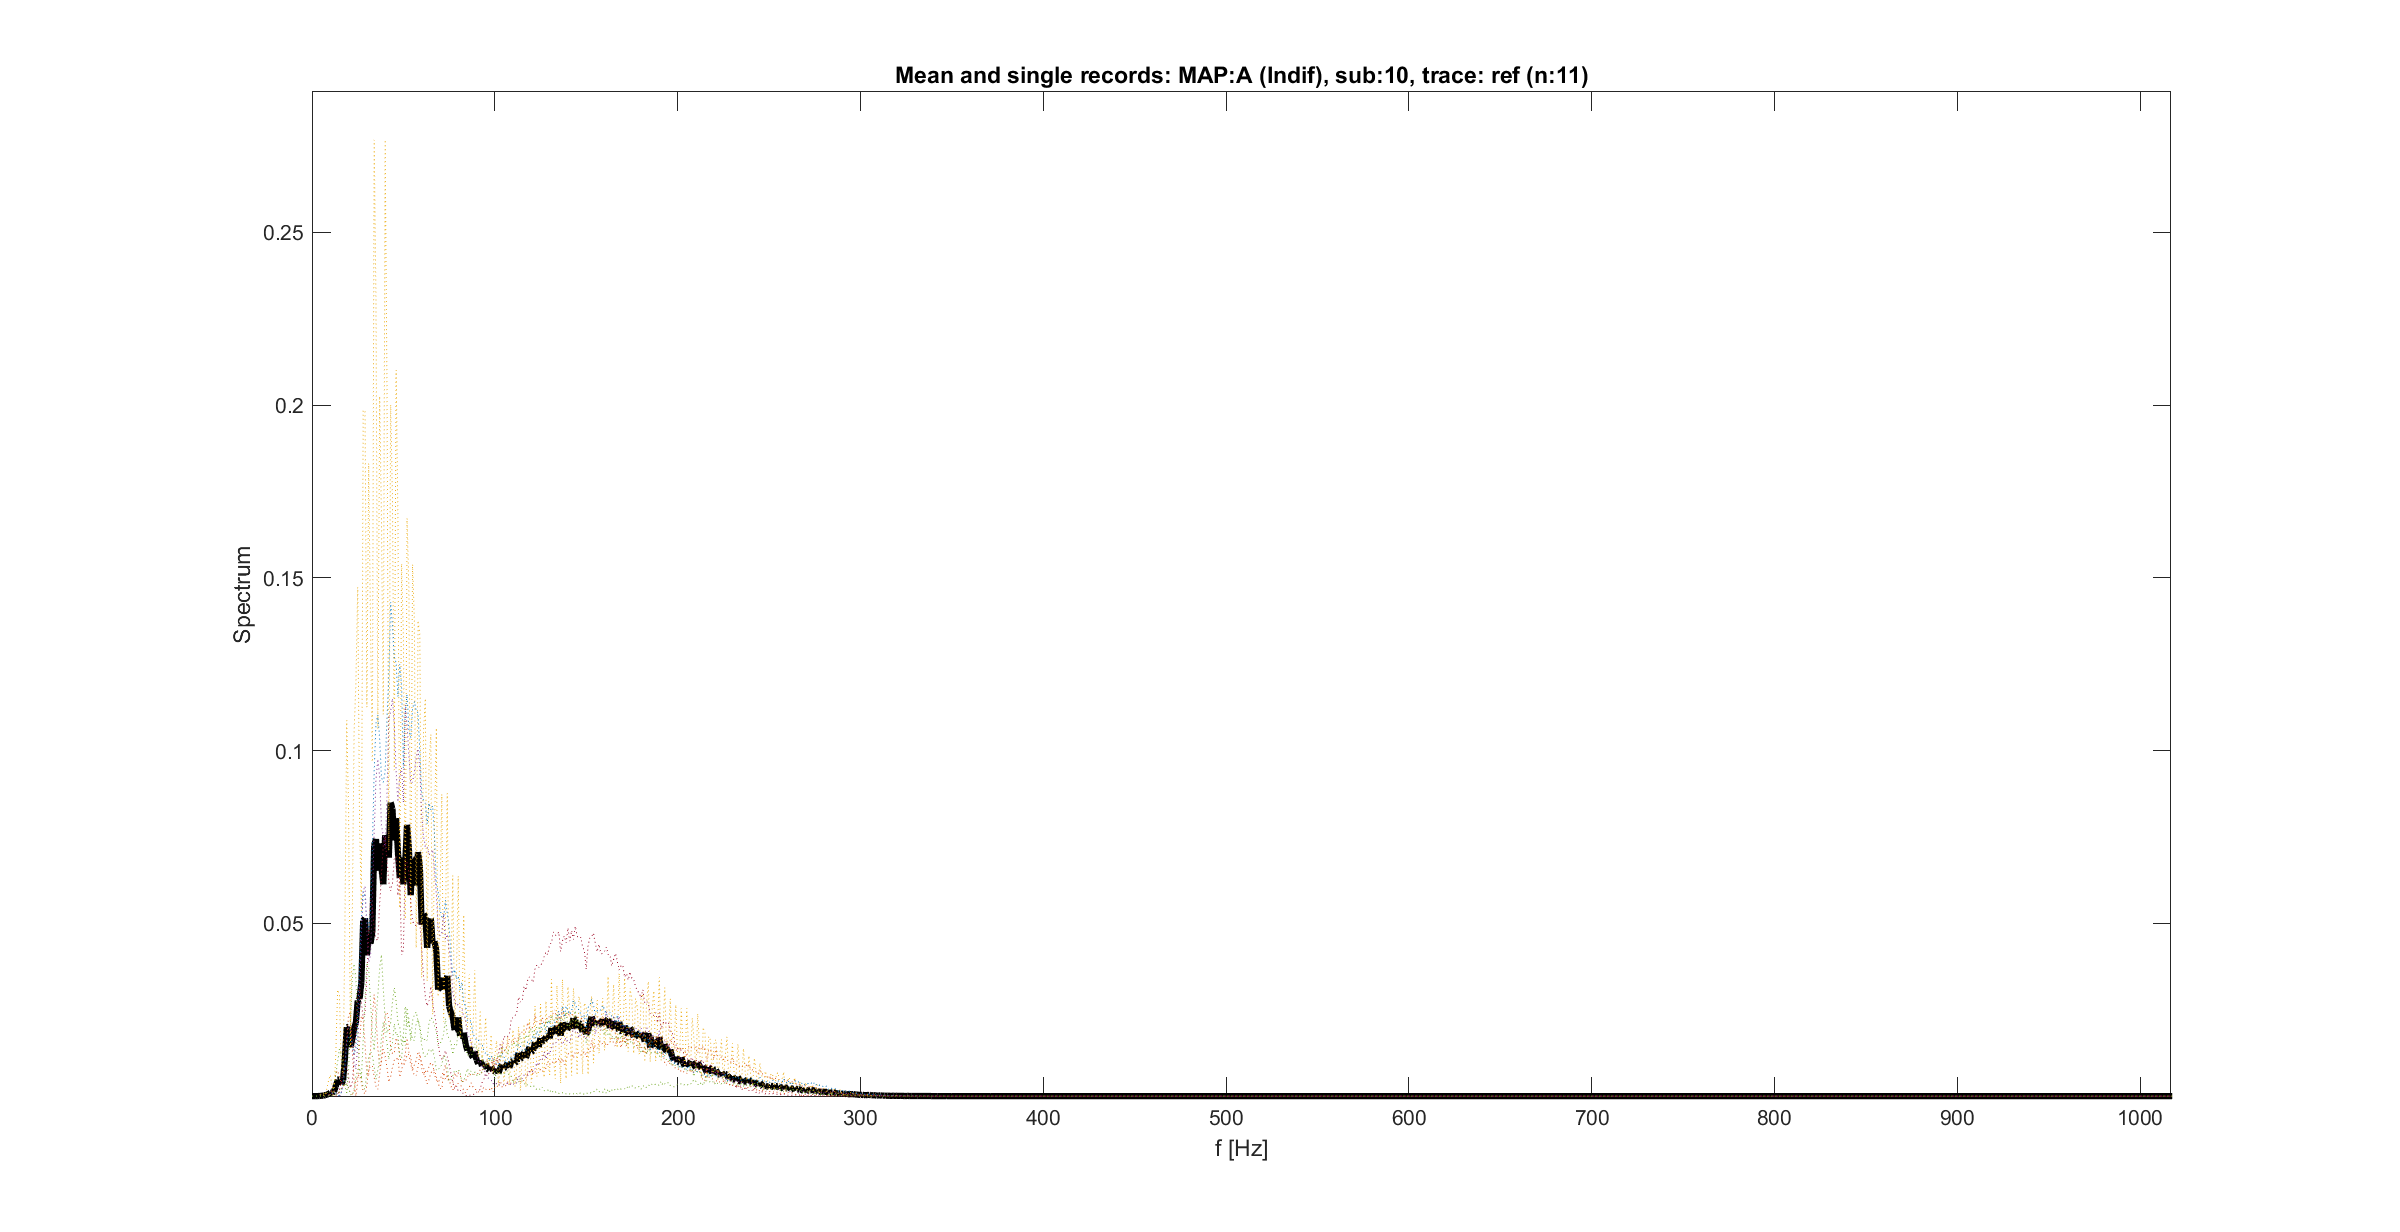 Mean and single records: MAP:A (Indif), sub:10, trace: ref (n:11)
0.25
0.2
0.15
0.1
0.05
Spectrum
0 100 200 300 400 500 600 700 800 900 1000
f [Hz]